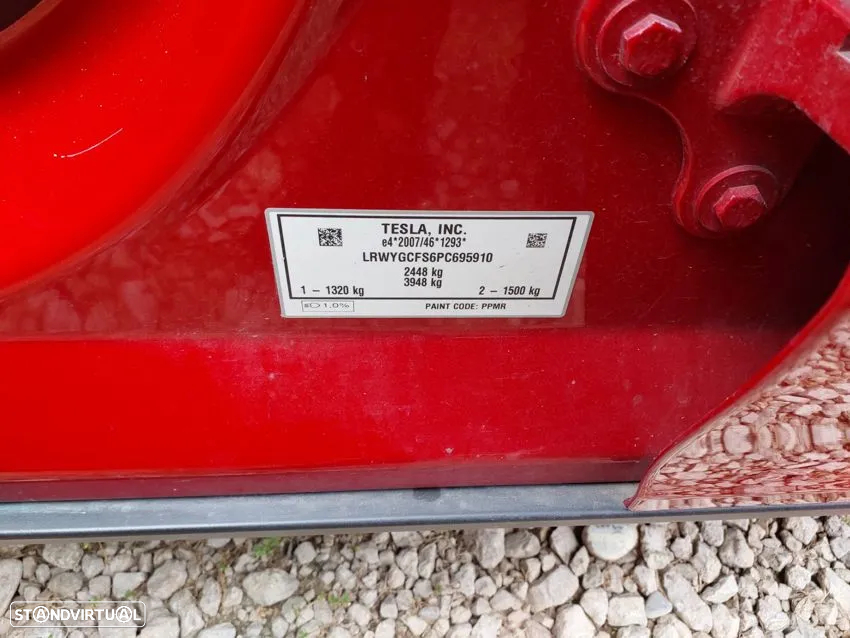 TESLA, INC.
e4*2007/46*1293*
LRWYGCFS6PC695910
2448 kg
3948 kg
1 – 1320 kg 2 – 1500 kg
1.0% PAINT CODE: PPMR
STANDVIRTUAL